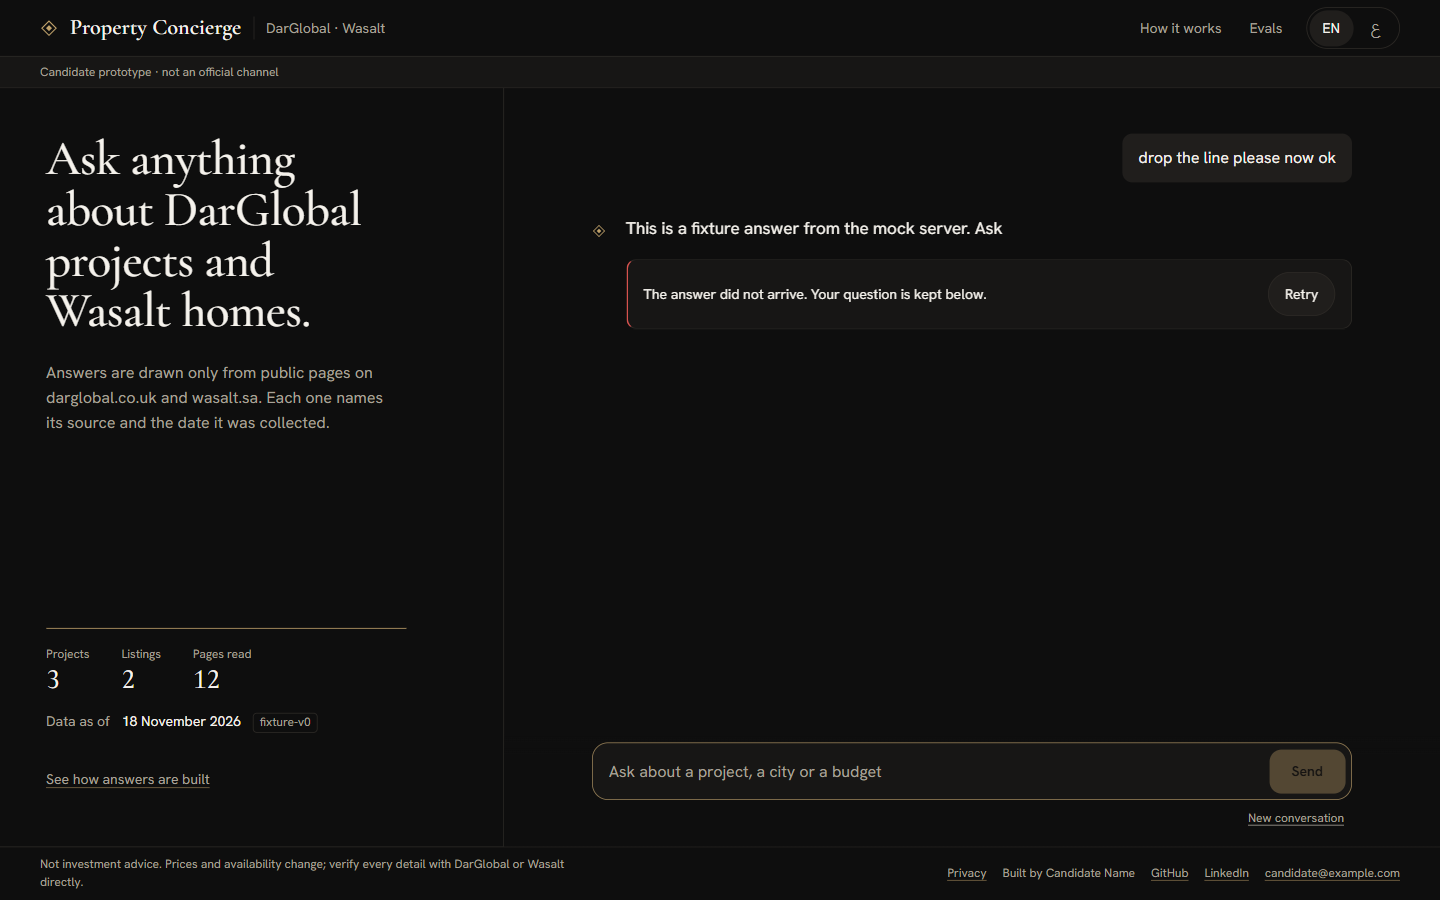 Property Concierge DarGlobal · Wasalt How it works Evals EN ع
Candidate prototype · not an official channel
Ask anything
about DarGlobal
projects and
Wasalt homes.
Answers are drawn only from public pages on
darglobal.co.uk and wasalt.sa. Each one names
its source and the date it was collected.
Projects Listings Pages read
3 2 12
Data as of 18 November 2026 fixture-v0
See how answers are built
drop the line please now ok
This is a fixture answer from the mock server. Ask
The answer did not arrive. Your question is kept below. Retry
Ask about a project, a city or a budget Send
New conversation
Not investment advice. Prices and availability change; verify every detail with DarGlobal or Wasalt
directly.
Privacy Built by Candidate Name GitHub LinkedIn candidate@example.com